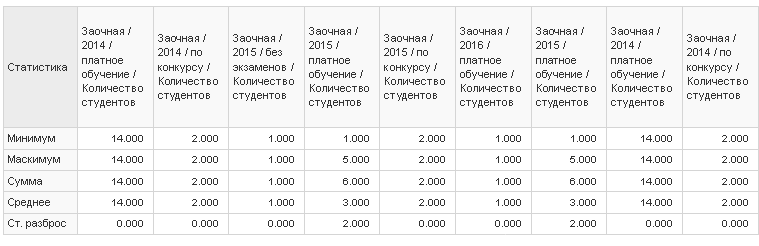 Статистика
Заочная /
2014 /
платное
обучение /
Количество
студентов
Заочная /
2014 / по
конкурсу /
Количество
студентов
Заочная /
2015 / без
экзаменов /
Количество
студентов
Заочная /
2015 /
платное
обучение /
Количество
студентов
Заочная /
2015 / по
конкурсу /
Количество
студентов
Заочная /
2016 /
платное
обучение /
Количество
студентов
Заочная /
2015 /
платное
обучение /
Количество
студентов
Заочная /
2014 /
платное
обучение /
Количество
студентов
Заочная /
2014 / по
конкурсу /
Количество
студентов
Минимум 14.000 2.000 1.000 1.000 2.000 1.000 1.000 14.000 2.000
Маскимум 14.000 2.000 1.000 5.000 2.000 1.000 5.000 14.000 2.000
Сумма 14.000 2.000 1.000 6.000 2.000 1.000 6.000 14.000 2.000
Среднее 14.000 2.000 1.000 3.000 2.000 1.000 3.000 14.000 2.000
Ст. разброс 0.000 0.000 0.000 2.000 0.000 0.000 2.000 0.000 0.000